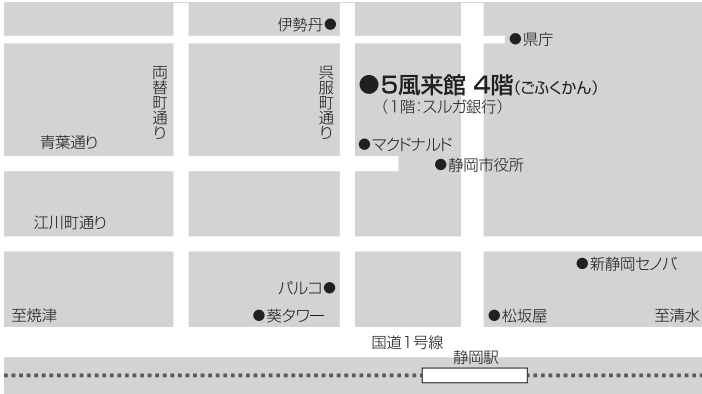 伊勢丹
県庁
両替町通り
呉服町通り
5風来館 4階(ごふくかん)
(1階:スルガ銀行)
青葉通り
マクドナルド
静岡市役所
江川町通り
新静岡セノバ
パルコ
至焼津
葵タワー
松坂屋
至清水
国道1号線
静岡駅